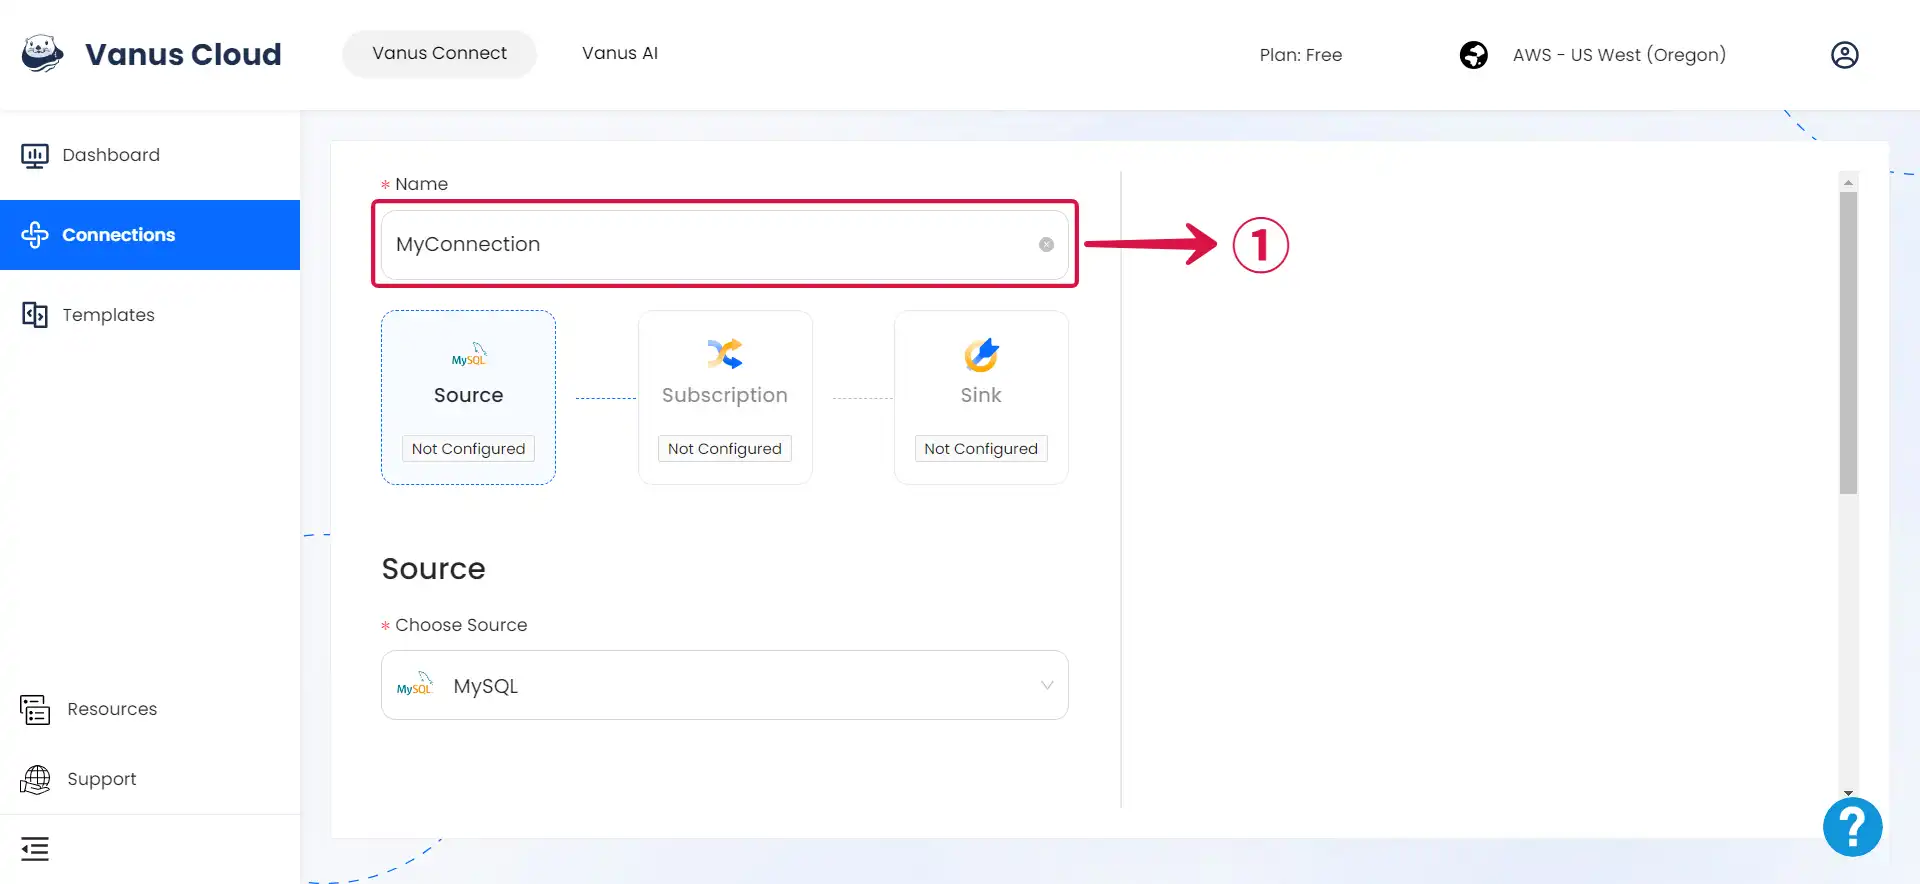 Vanus Cloud
Vanus Connect
Vanus AI
Plan: Free
AWS - US West (Oregon)
Dashboard
Connections
Templates
Resources
Support
* Name
MyConnection
1
MySQL
Source
Not Configured
Subscription
Not Configured
Sink
Not Configured
Source
* Choose Source
MySQL
MySQL
?